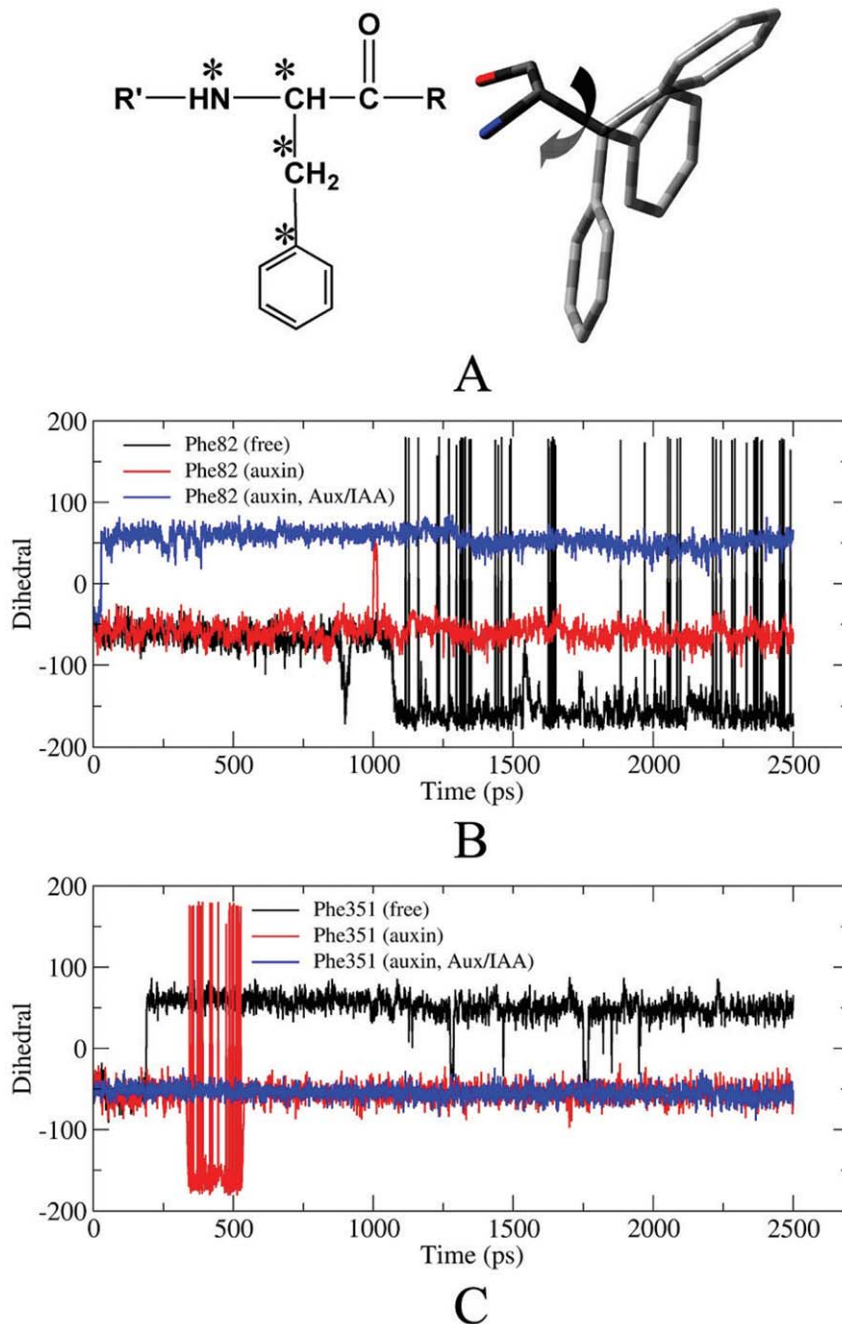 O
* *
R' HN CH C R
*
CH2
*
A
200
100
0
-100
-200
Dihedral
Phe82 (free)
Phe82 (auxin)
Phe82 (auxin, Aux/IAA)
0 500 1000 1500 2000 2500
Time (ps)
B
200
100
0
-100
-200
Dihedral
Phe351 (free)
Phe351 (auxin)
Phe351 (auxin, Aux/IAA)
0 500 1000 1500 2000 2500
Time (ps)
C